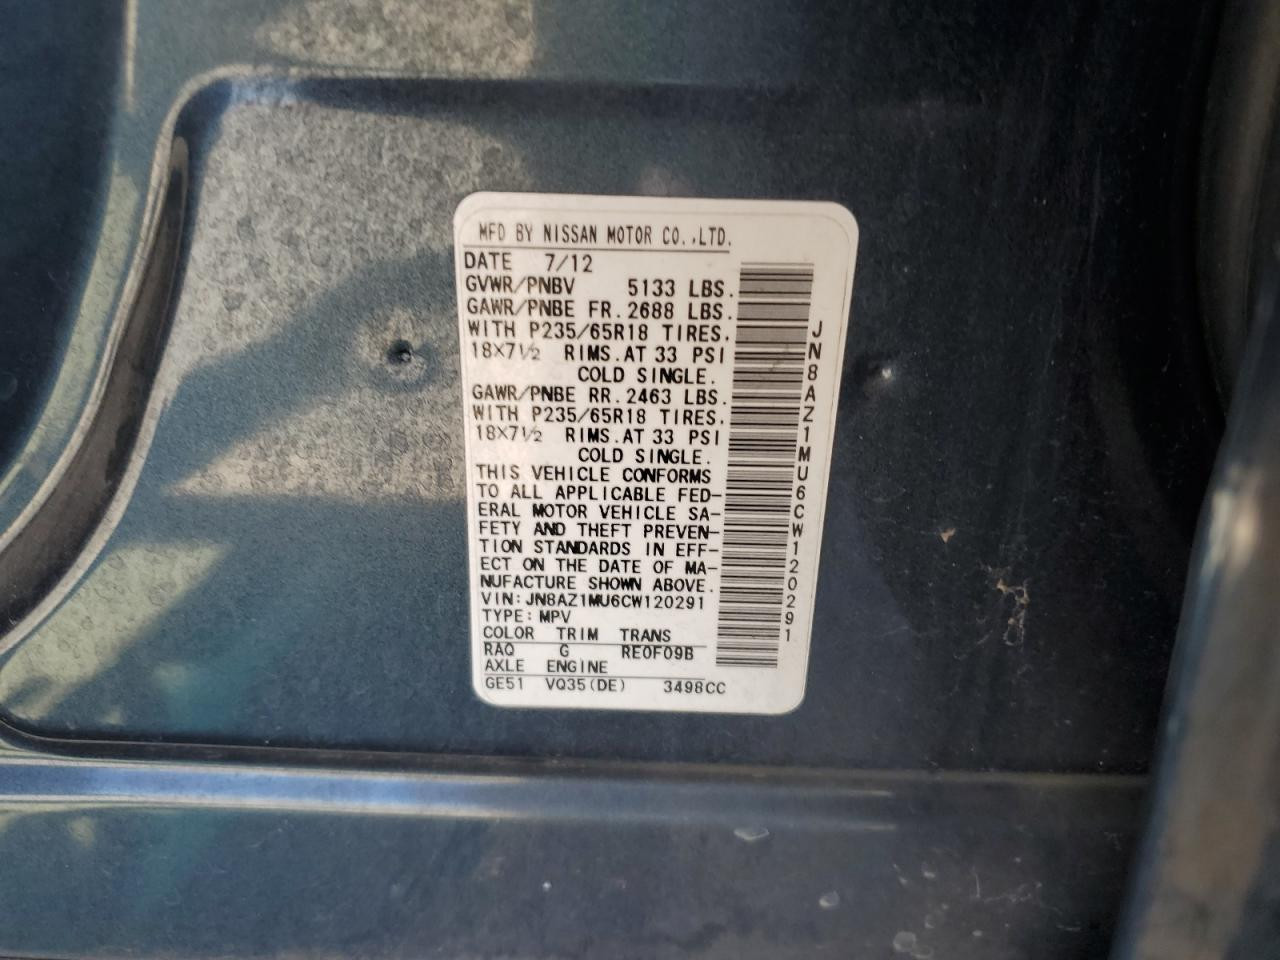 MFD BY NISSAN MOTOR CO.,LTD.
DATE 7/12
GVWR/PNBV 5133 LBS.
GAWR/PNBE FR. 2688 LBS.
WITH P235/65R18 TIRES.
18×7½ RIMS. AT 33 PSI
COLD SINGLE.
GAWR/PNBE RR. 2463 LBS.
WITH P235/65R18 TIRES.
18×7½ RIMS. AT 33 PSI
COLD SINGLE.
THIS VEHICLE CONFORMS
TO ALL APPLICABLE FED-
ERAL MOTOR VEHICLE SA-
FETY AND THEFT PREVEN-
TION STANDARDS IN EFF-
ECT ON THE DATE OF MA-
NUFACTURE SHOWN ABOVE.
VIN: JN8AZ1MU6CW120291
TYPE: MPV
COLOR TRIM TRANS
RAQ G RE0F09B
AXLE ENGINE
GE51 VQ35(DE) 3498CC
JN8AZ1MU6CW120291